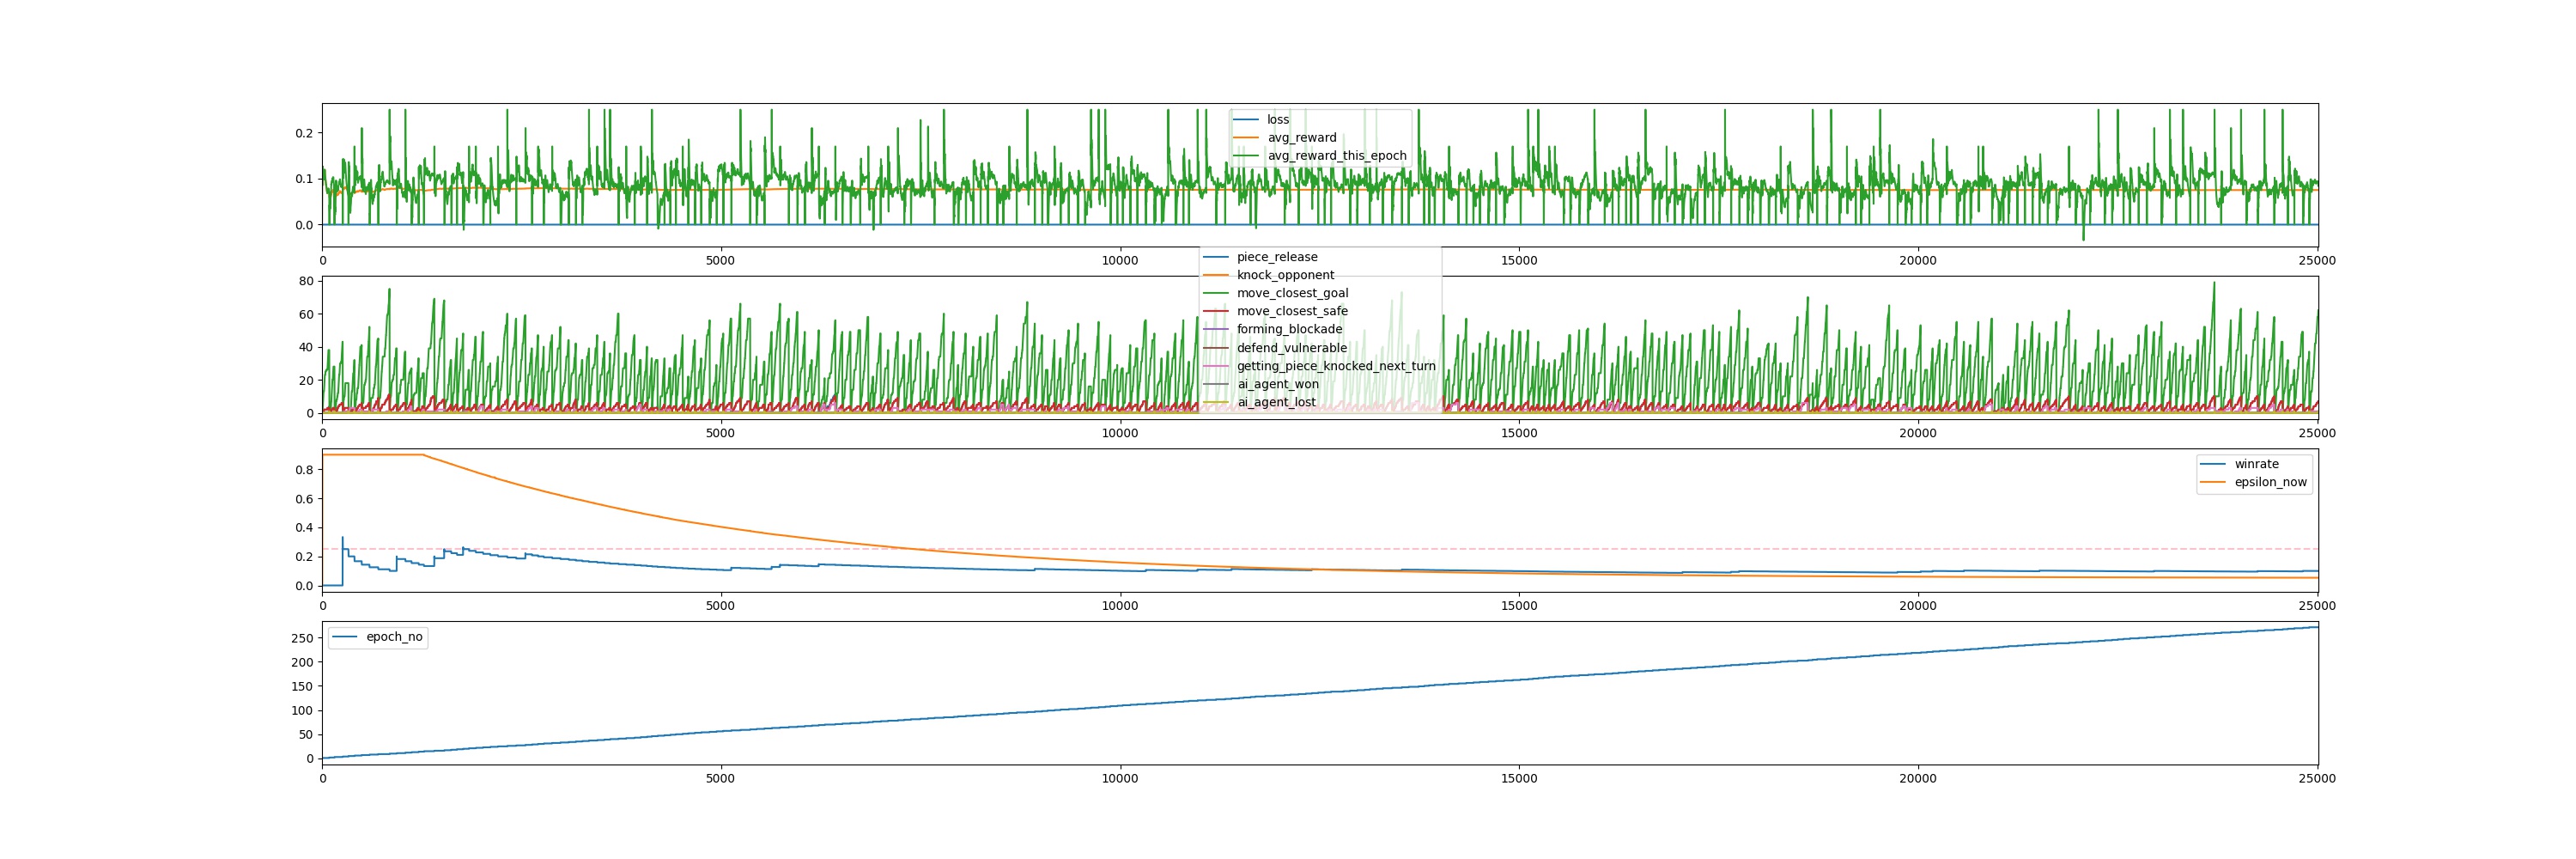 0.2
0.1
0.0
loss
avg_reward
avg_reward_this_epoch
0 5000 10000 15000 20000 25000
80
60
40
20
0
piece_release
knock_opponent
move_closest_goal
move_closest_safe
forming_blockade
defend_vulnerable
getting_piece_knocked_next_turn
ai_agent_won
ai_agent_lost
0 5000 10000 15000 20000 25000
0.8
0.6
0.4
0.2
0.0
winrate
epsilon_now
0 5000 10000 15000 20000 25000
250
200
150
100
50
0
epoch_no
0 5000 10000 15000 20000 25000